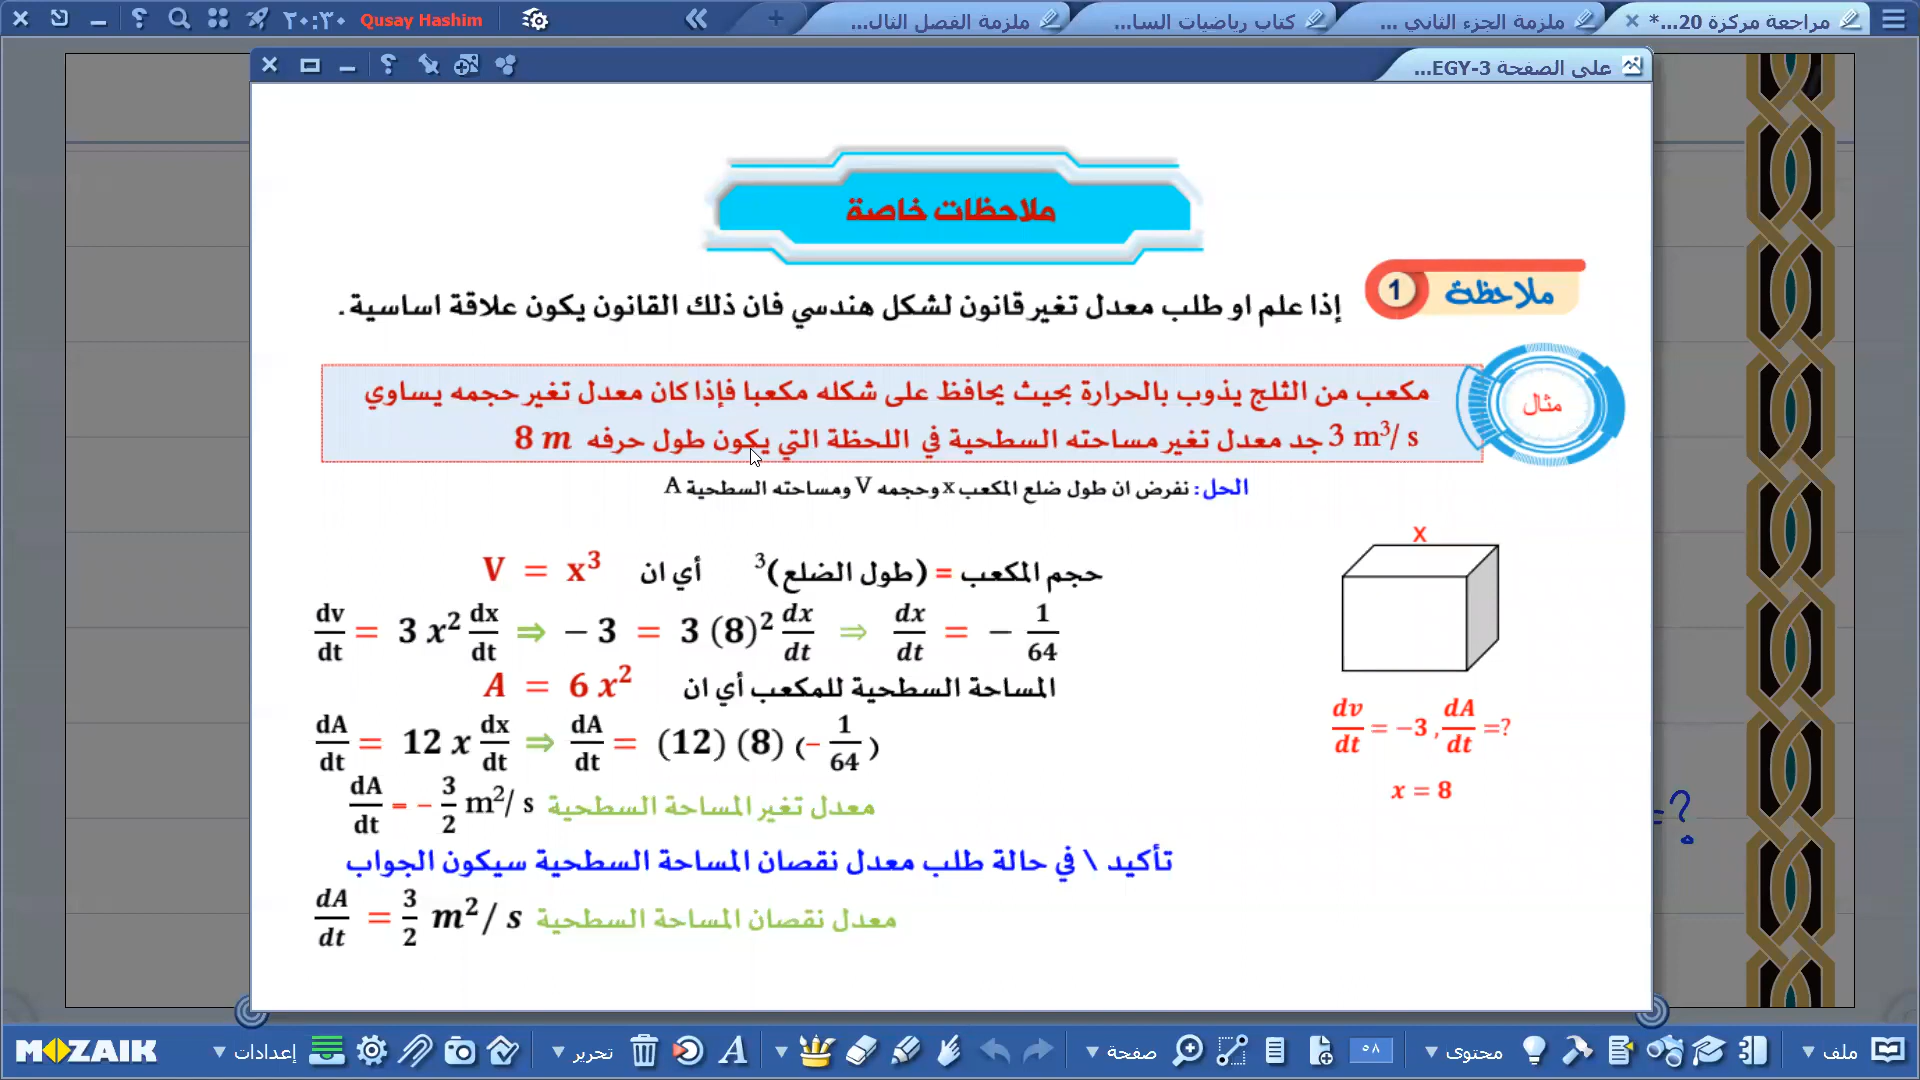 ٢٠:٣٠ Qusay Hashim
ملزمة الفصل الثال...
كتاب رياضيات السا...
ملزمة الجزء الثاني ...
مراجعة مركزة 20...*
على الصفحة EGY-3...
ملاحظات خاصة
ملاحظة 1
إذا علم او طلب معدل تغير قانون لشكل هندسي فان ذلك القانون يكون علاقة اساسية.
مثال
مكعب من الثلج يذوب بالحرارة بحيث يحافظ على شكله مكعبا فإذا كان معدل تغير حجمه يساوي
3 m³/ s جد معدل تغير مساحته السطحية في اللحظة التي يكون طول حرفه 8 m
الحل: نفرض ان طول ضلع المكعب x وحجمه V ومساحته السطحية A
x
حجم المكعب = (طول الضلع)³ أي ان V = x³
dv/dt = 3 x² dx/dt ⇒ − 3 = 3 (8)² dx/dt ⇒ dx/dt = − 1/64
المساحة السطحية للمكعب أي ان A = 6 x²
dA/dt = 12 x dx/dt ⇒ dA/dt = (12) (8) (− 1/64)
dv/dt = −3 , dA/dt =?
x = 8
dA/dt = − 3/2 m²/ s معدل تغير المساحة السطحية
=?
تأكيد \ في حالة طلب معدل نقصان المساحة السطحية سيكون الجواب
dA/dt = 3/2 m²/ s معدل نقصان المساحة السطحية
MOZAIK
إعدادات
تحرير
صفحة
٥٨
محتوى
ملف